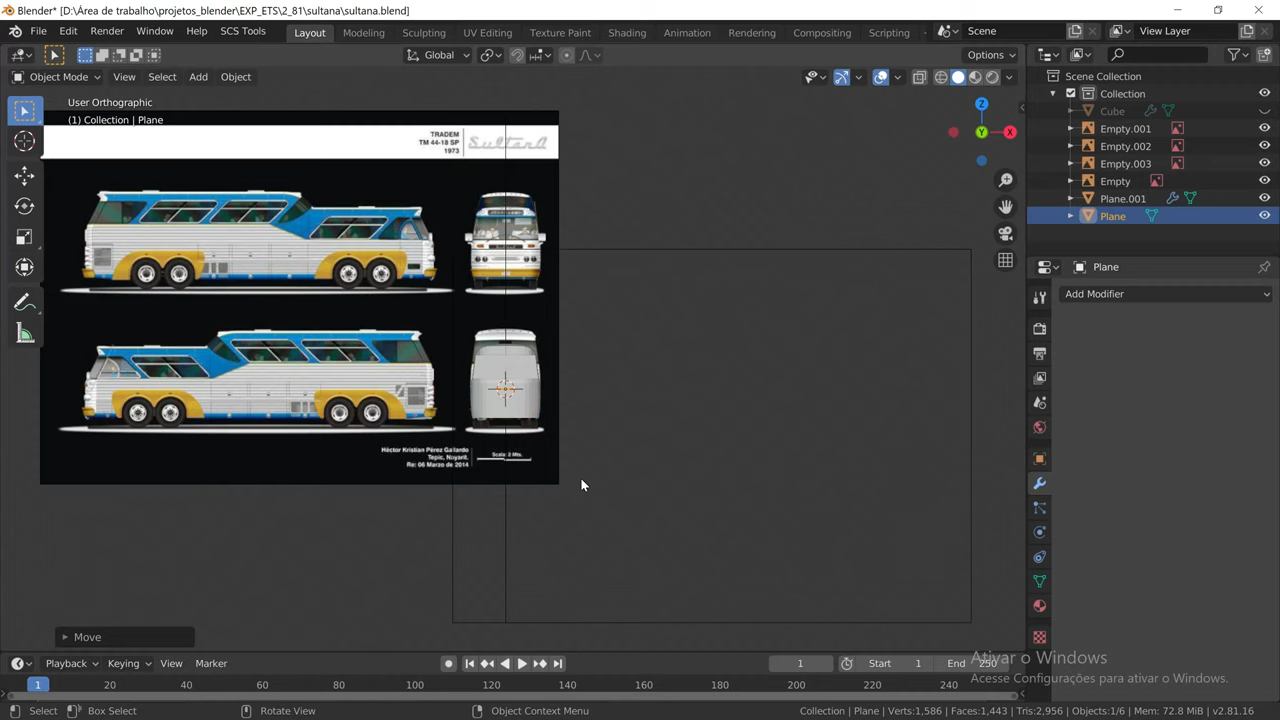 Blender* [D:\Área de trabalho\projetos_blender\EXP_ETS\2_81\sultana\sultana.blend]
File Edit Render Window Help SCS Tools Layout Modeling Sculpting UV Editing Texture Paint Shading Animation Rendering Compositing Scripting Scene View Layer
Global Options
Object Mode View Select Add Object
User Orthographic
(1) Collection | Plane
TRADEM
TM 44-18 SP
1973
Sultana
Héctor Kristian Pérez Gallardo
Tepic, Nayarit.
Re: 06 Marzo de 2014
Scala: 2 Mts.
X
Y
Z
Scene Collection
Collection
Cube
Empty.001
Empty.002
Empty.003
Empty
Plane.001
Plane
Plane
Add Modifier
Move
Playback Keying View Marker 1 Start 1 End 250
1 20 40 60 80 100 120 140 160 180 200 220 240
Ativar o Windows
Acesse Configurações para ativar o Windows.
Select Box Select Rotate View Object Context Menu Collection | Plane | Verts:1,586 | Faces:1,443 | Tris:2,956 | Objects:1/6 | Mem: 72.8 MiB | v2.81.16